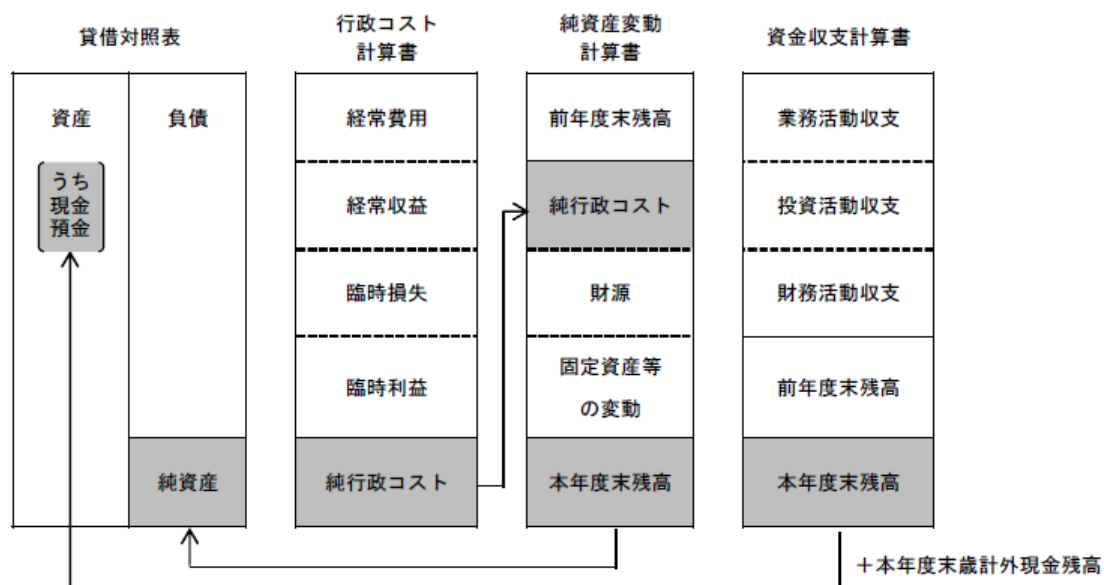 貸借対照表
資産
うち
現金
預金
負債
純資産
行政コスト
計算書
経常費用
経常収益
臨時損失
臨時利益
純行政コスト
純資産変動
計算書
前年度末残高
純行政コスト
財源
固定資産等
の変動
本年度末残高
資金収支計算書
業務活動収支
投資活動収支
財務活動収支
前年度末残高
本年度末残高
＋本年度末歳計外現金残高